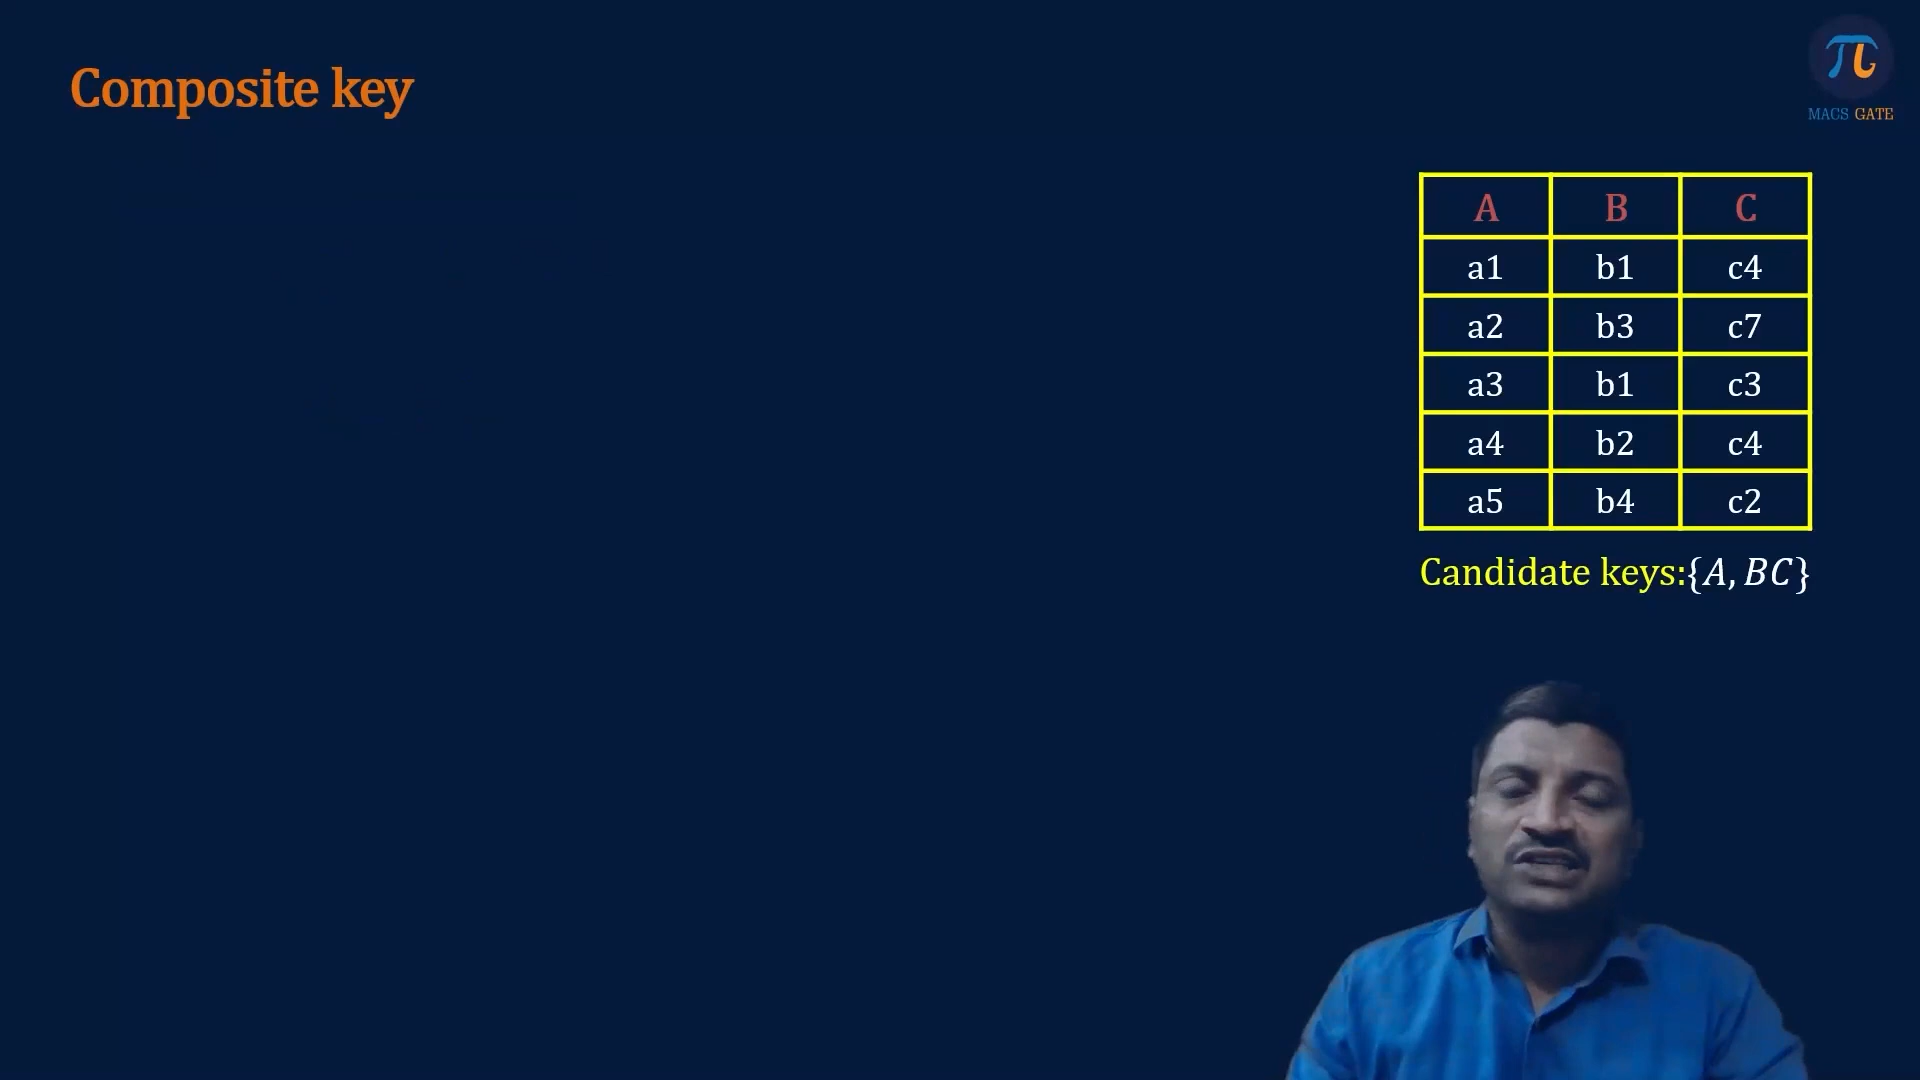 Composite key
MACS GATE
A B C
a1 b1 c4
a2 b3 c7
a3 b1 c3
a4 b2 c4
a5 b4 c2
Candidate keys:{A, BC}